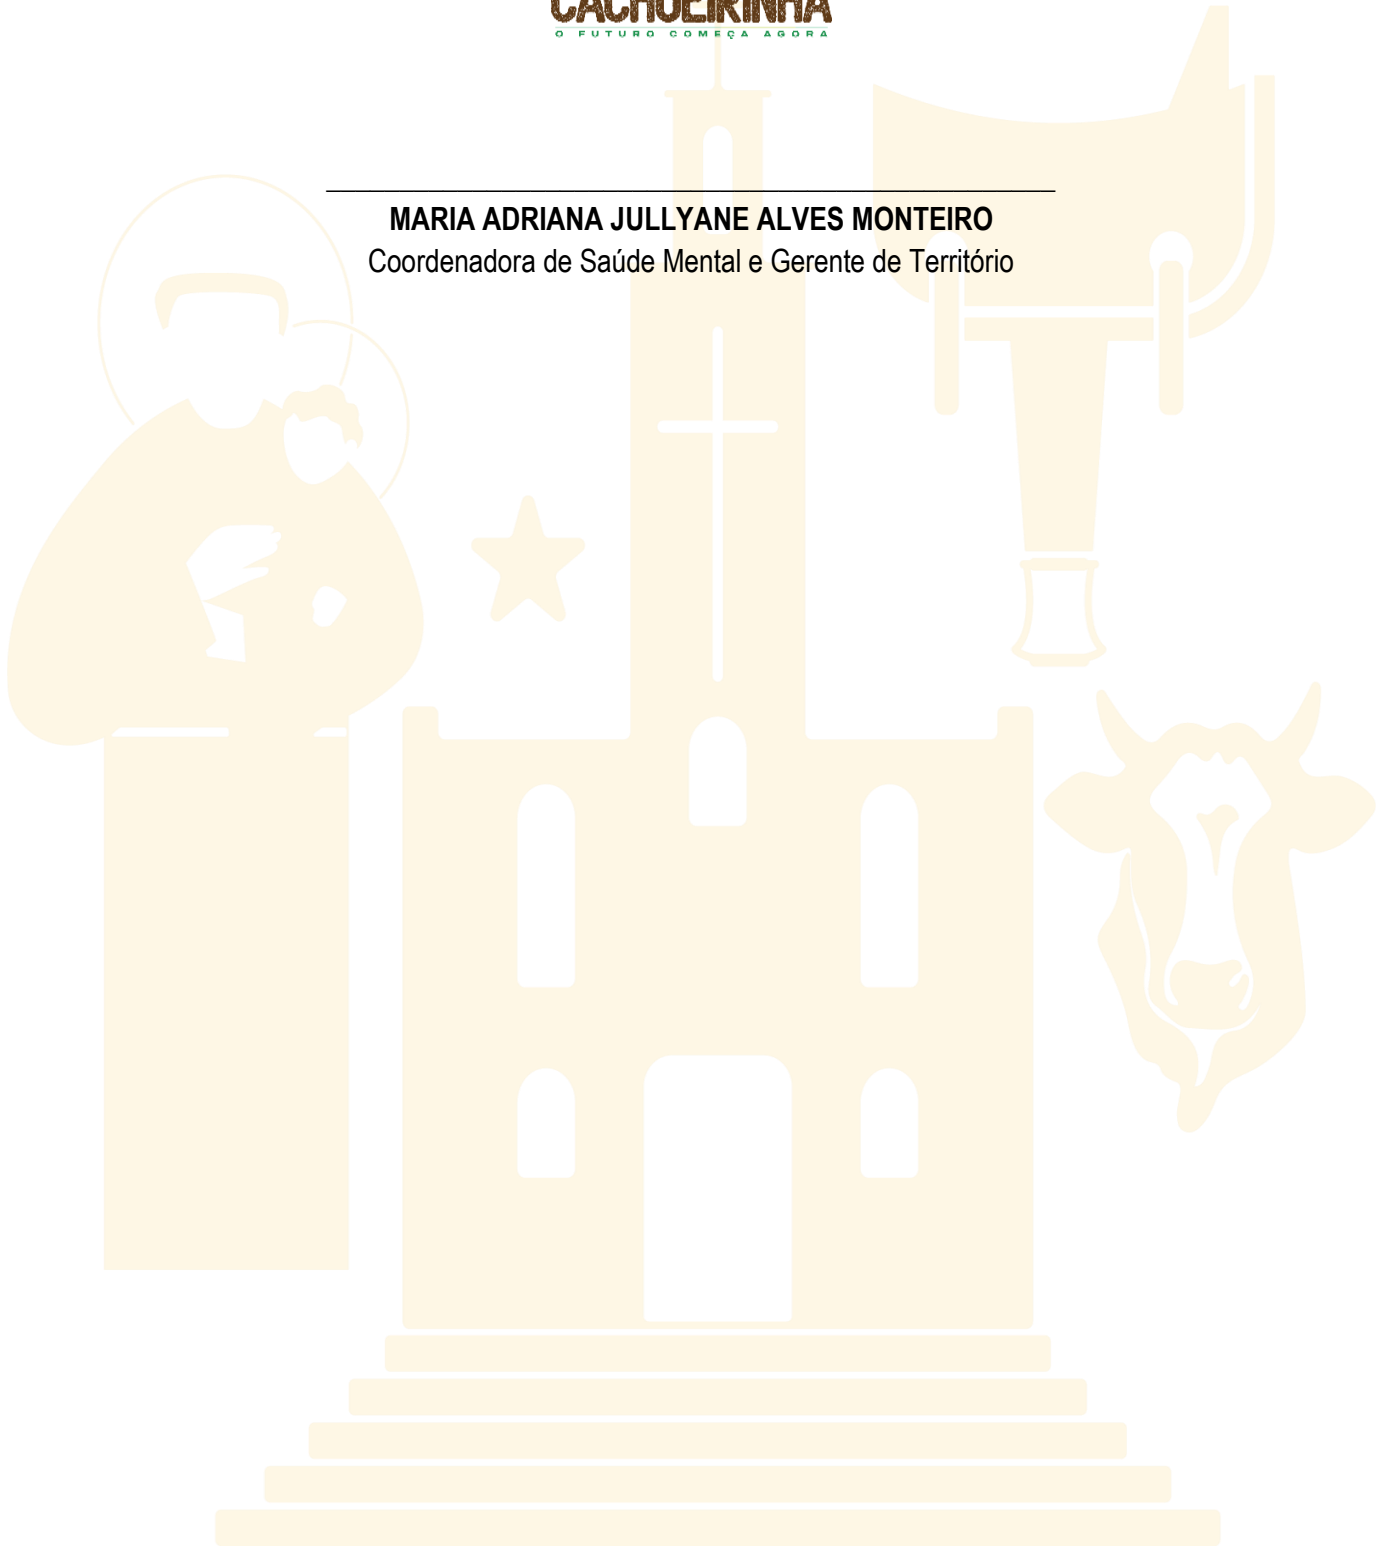 CACHOEIRINHA
O FUTURO COMEÇA AGORA
MARIA ADRIANA JULLYANE ALVES MONTEIRO
Coordenadora de Saúde Mental e Gerente de Território